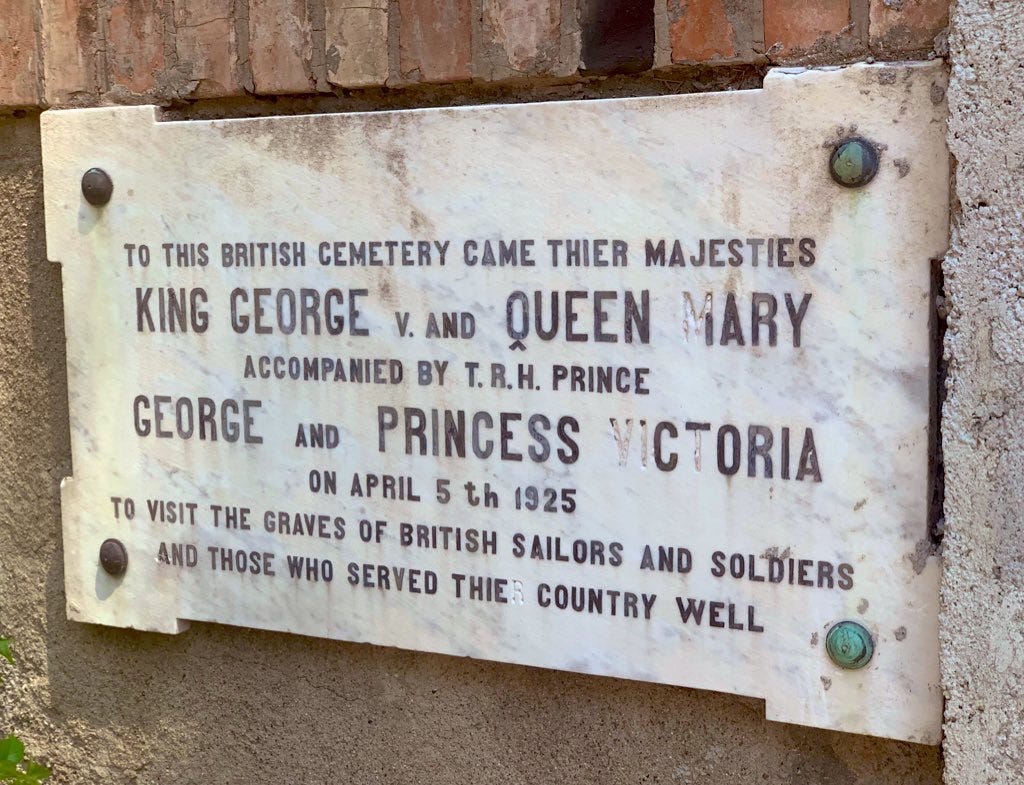 TO THIS BRITISH CEMETERY CAME THIER MAJESTIES
KING GEORGE V. AND QUEEN MARY
ACCOMPANIED BY T.R.H. PRINCE
GEORGE AND PRINCESS VICTORIA
ON APRIL 5th 1925
TO VISIT THE GRAVES OF BRITISH SAILORS AND SOLDIERS
AND THOSE WHO SERVED THIER COUNTRY WELL